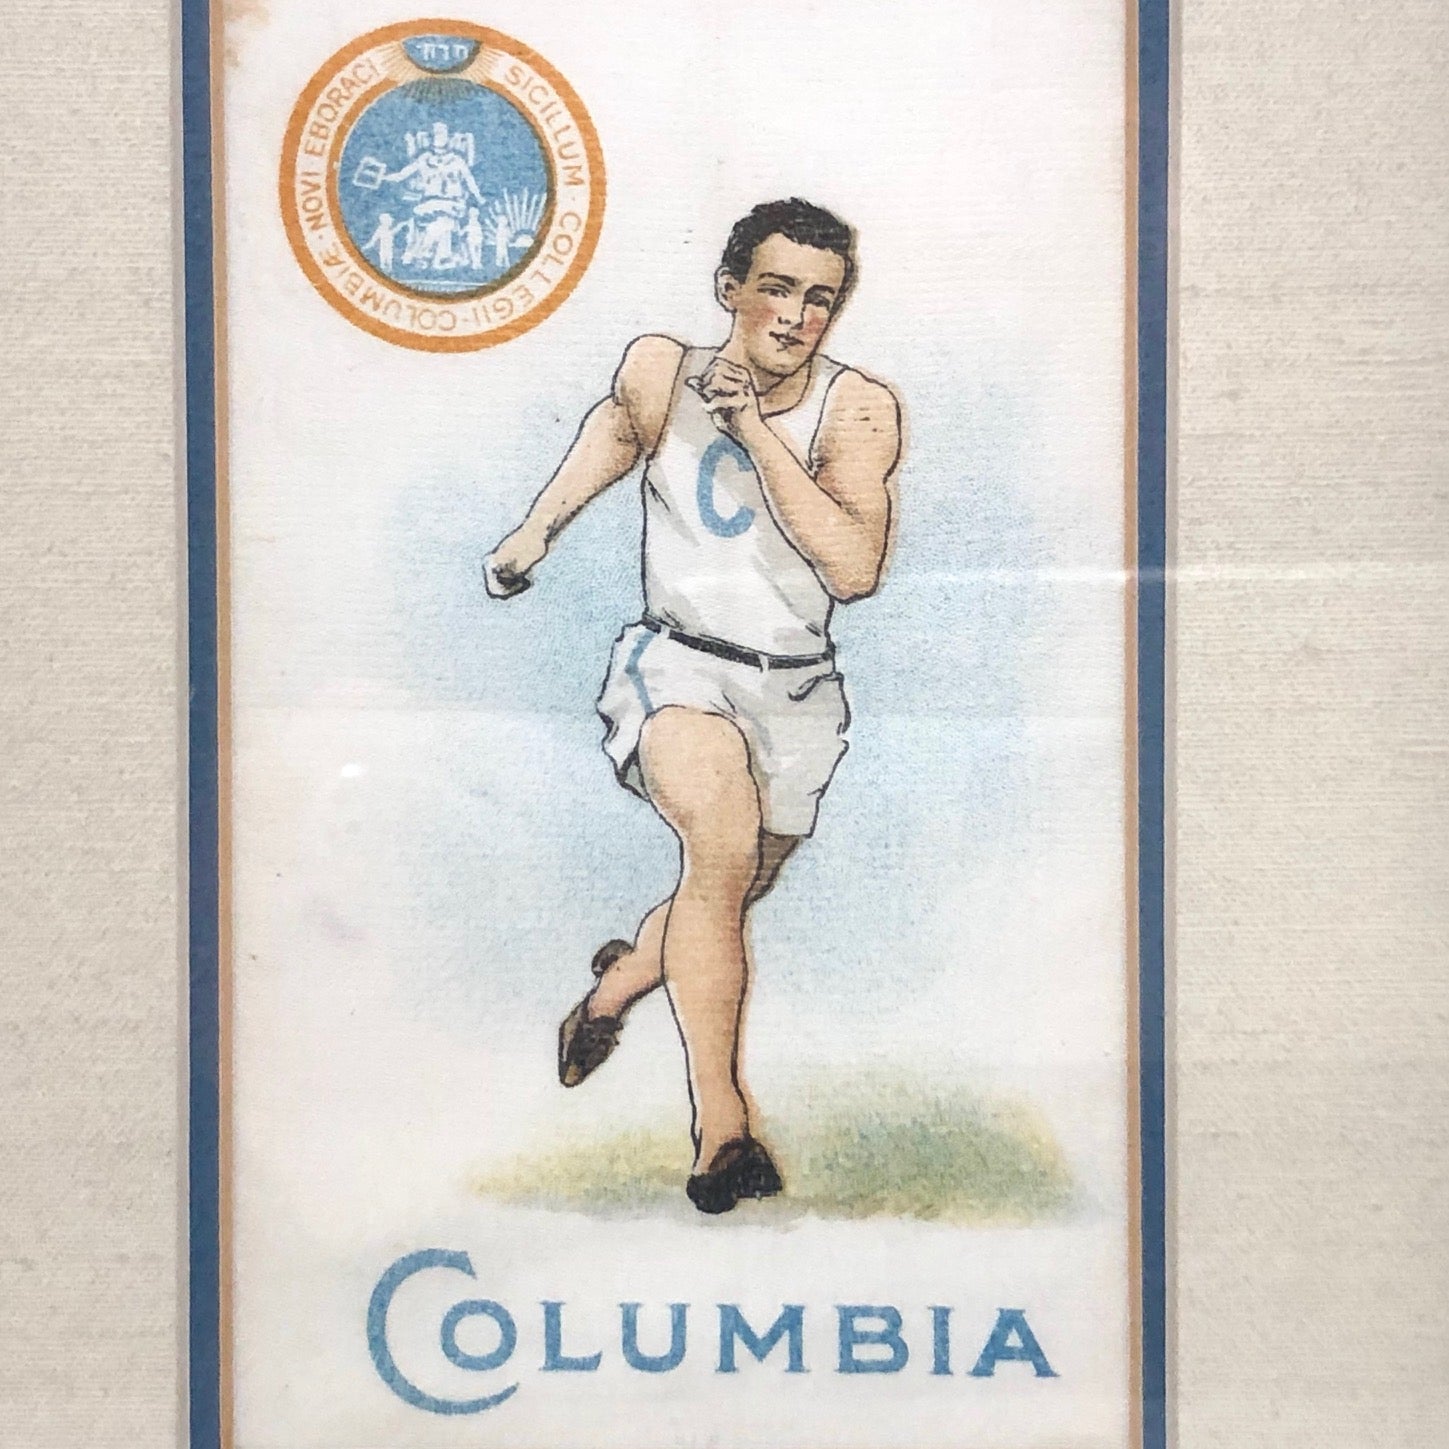 SIGILLUM · COLLEGII · COLUMBIÆ · NOVI EBORACI
C
COLUMBIA